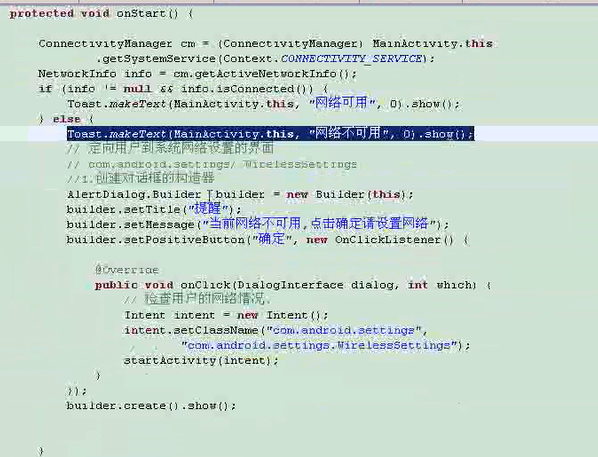 protected void onStart() {
ConnectivityManager cm = (ConnectivityManager) MainActivity.this
.getSystemService(Context.CONNECTIVITY_SERVICE);
NetworkInfo info = cm.getActiveNetworkInfo();
if (info != null && info.isConnected()) {
Toast.makeText(MainActivity.this, "网络可用", 0).show();
} else {
Toast.makeText(MainActivity.this, "网络不可用", 0).show();
// 定向用户到系统网络设置的界面
// com.android.settings/ WirelessSettings
//1.创建对话框的构造器
AlertDialog.Builder builder = new Builder(this);
builder.setTitle("提醒");
builder.setMessage("当前网络不可用,点击确定请设置网络");
builder.setPositiveButton("确定", new OnClickListener() {
@Override
public void onClick(DialogInterface dialog, int which) {
// 检查用户的网络情况.
Intent intent = new Intent();
intent.setClassName("com.android.settings",
"com.android.settings.WirelessSettings");
startActivity(intent);
}
});
builder.create().show();
}